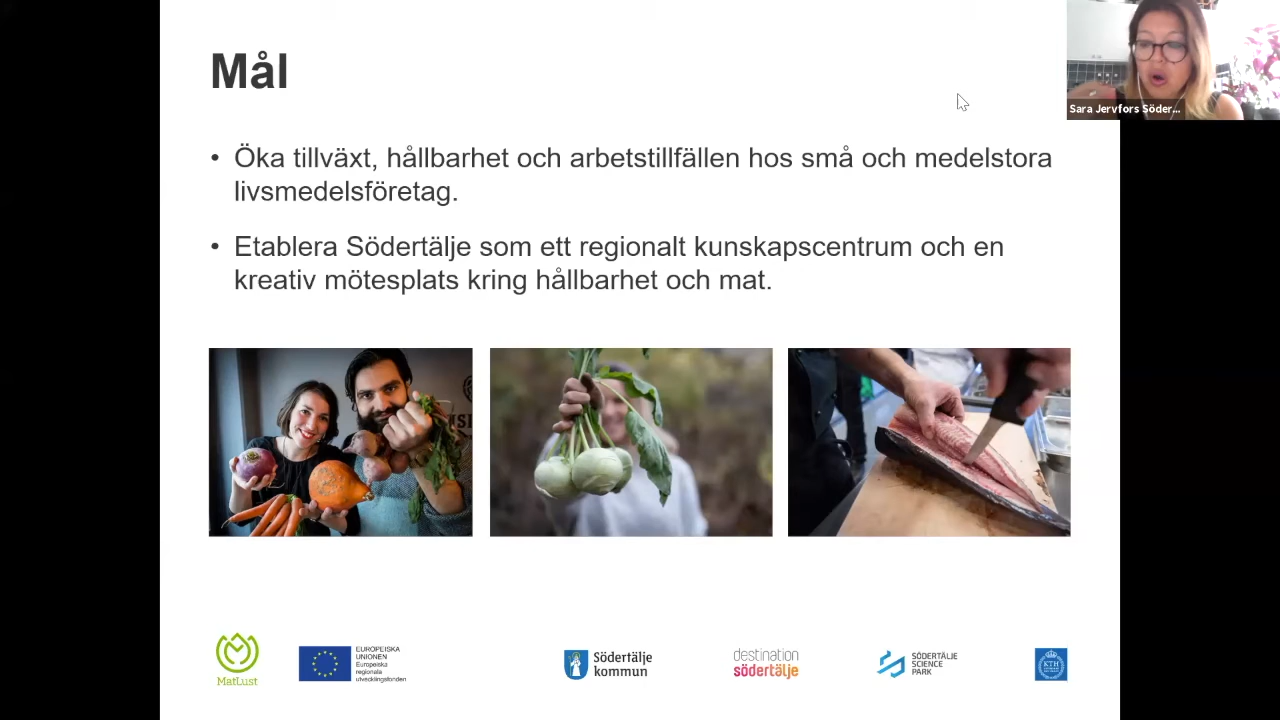 Mål
Sara Jervfors Söder...
• Öka tillväxt, hållbarhet och arbetstillfällen hos små och medelstora
livsmedelsföretag.
• Etablera Södertälje som ett regionalt kunskapscentrum och en
kreativ mötesplats kring hållbarhet och mat.
MatLust
EUROPEISKA
UNIONEN
Europeiska
regionala
utvecklingsfonden
Södertälje
kommun
destination
södertälje
SÖDERTÄLJE
SCIENCE
PARK
KTH